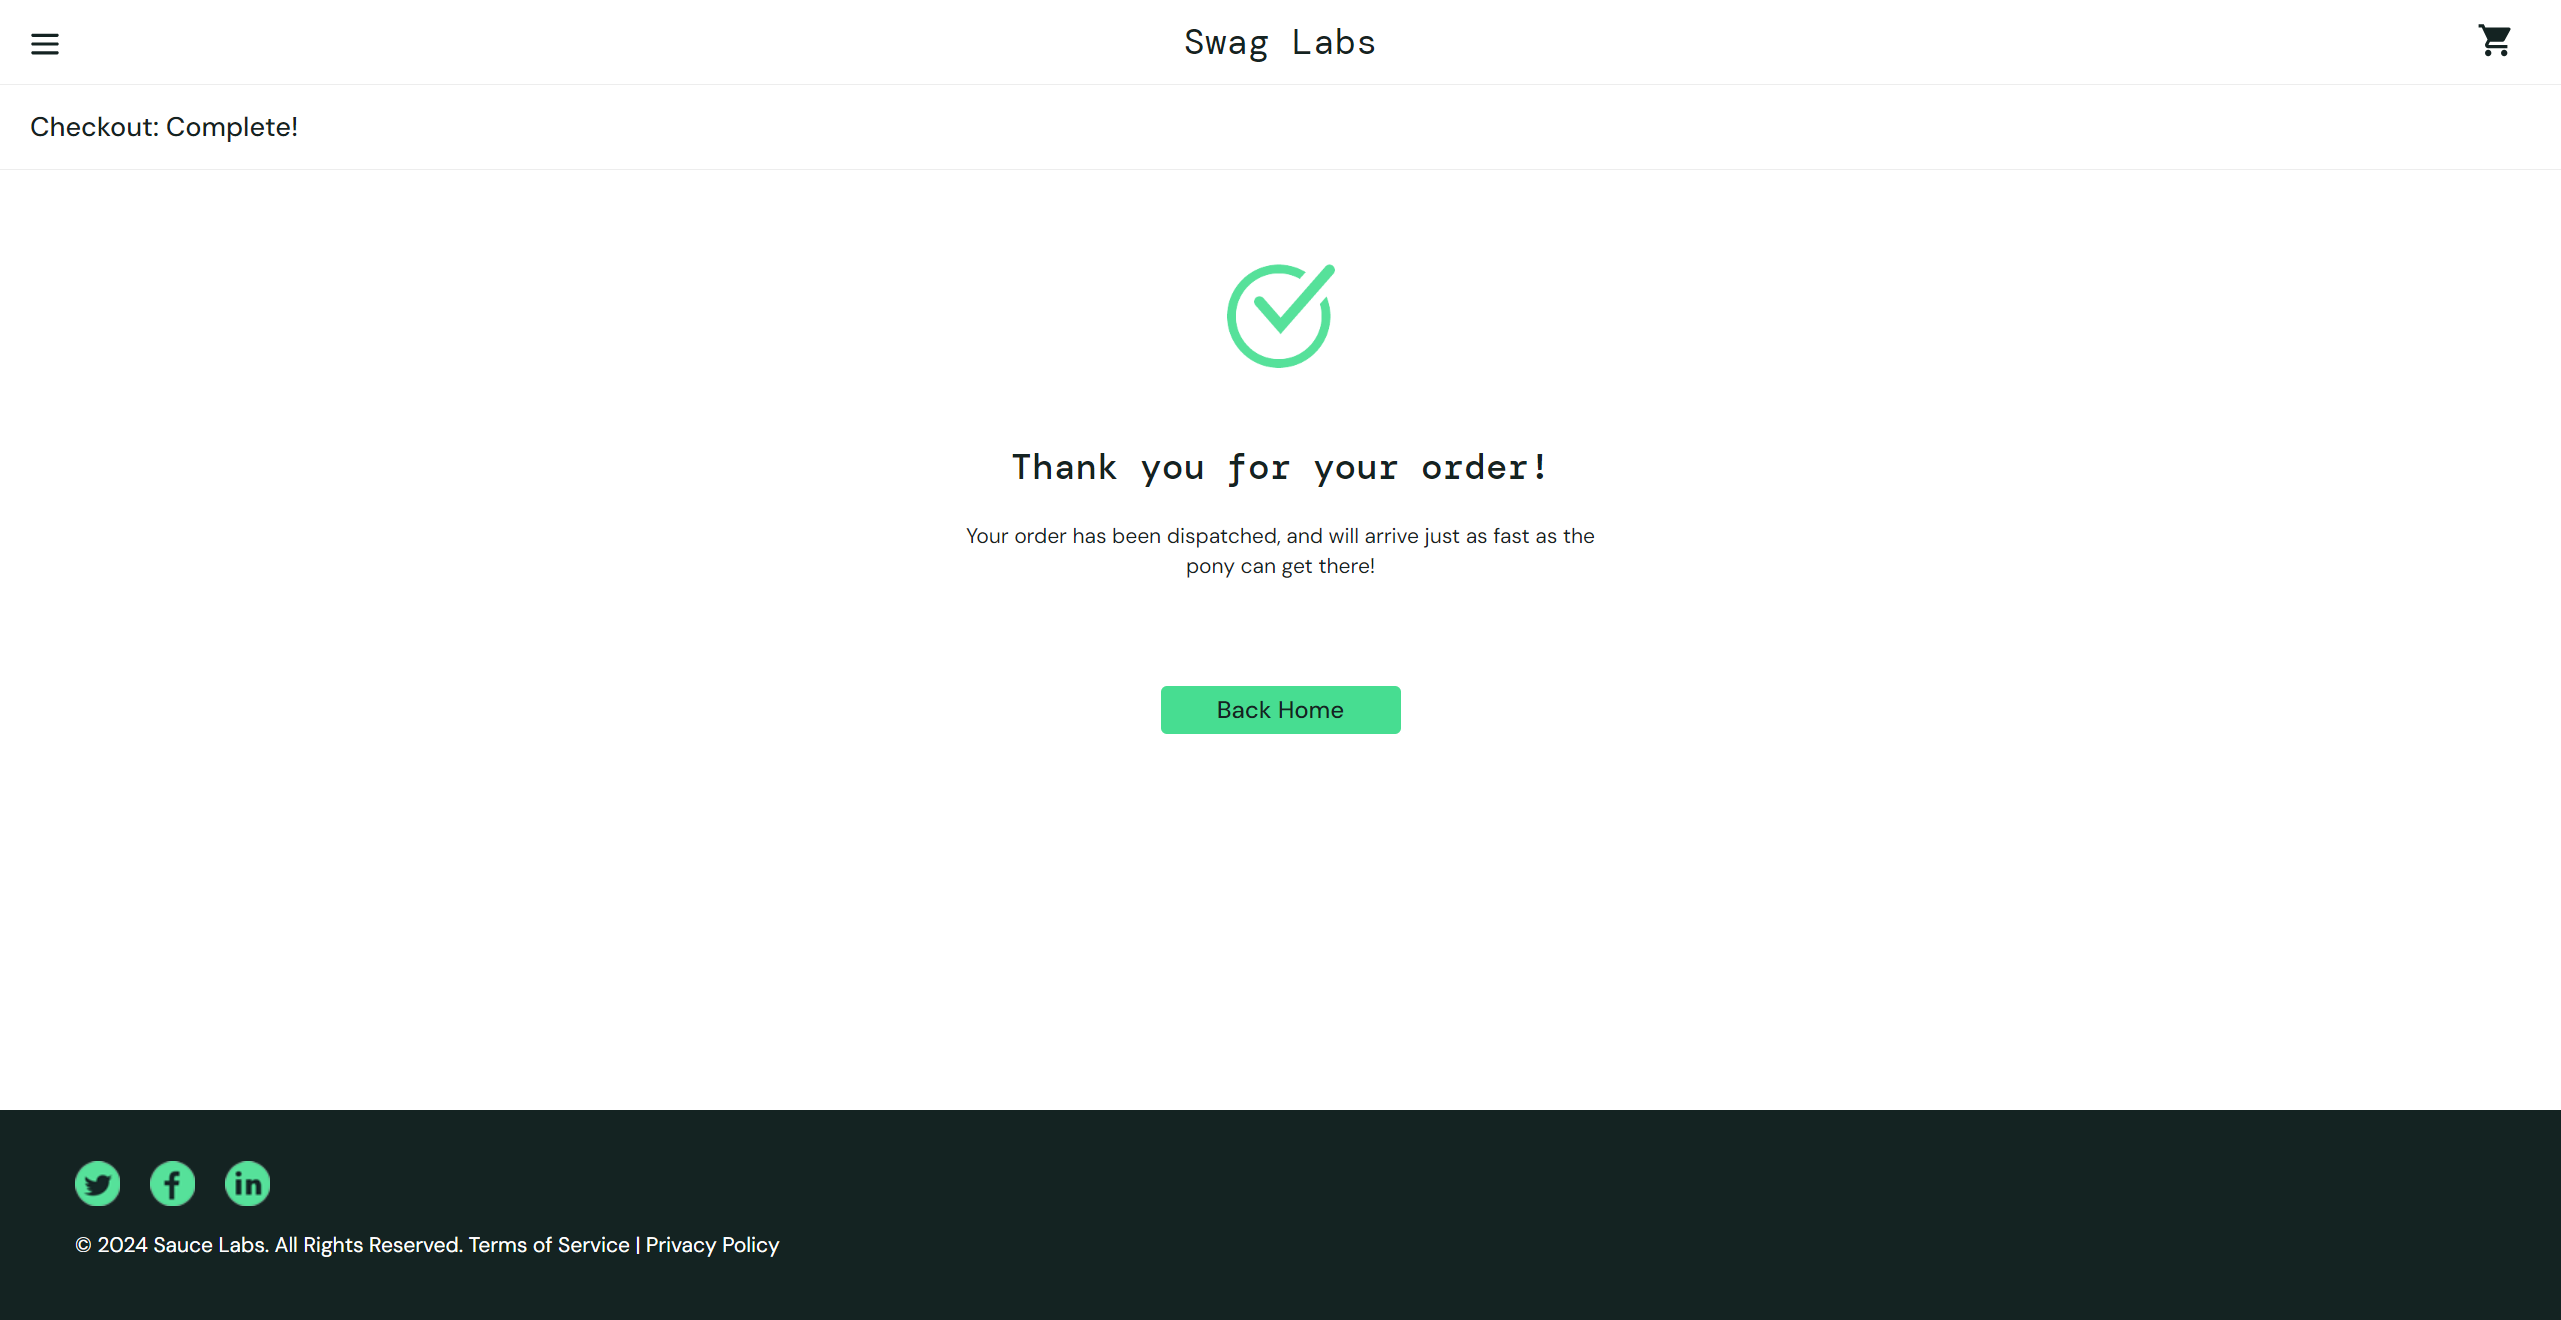 Swag Labs
Checkout: Complete!
Thank you for your order!
Your order has been dispatched, and will arrive just as fast as the
pony can get there!
Back Home
© 2024 Sauce Labs. All Rights Reserved. Terms of Service | Privacy Policy